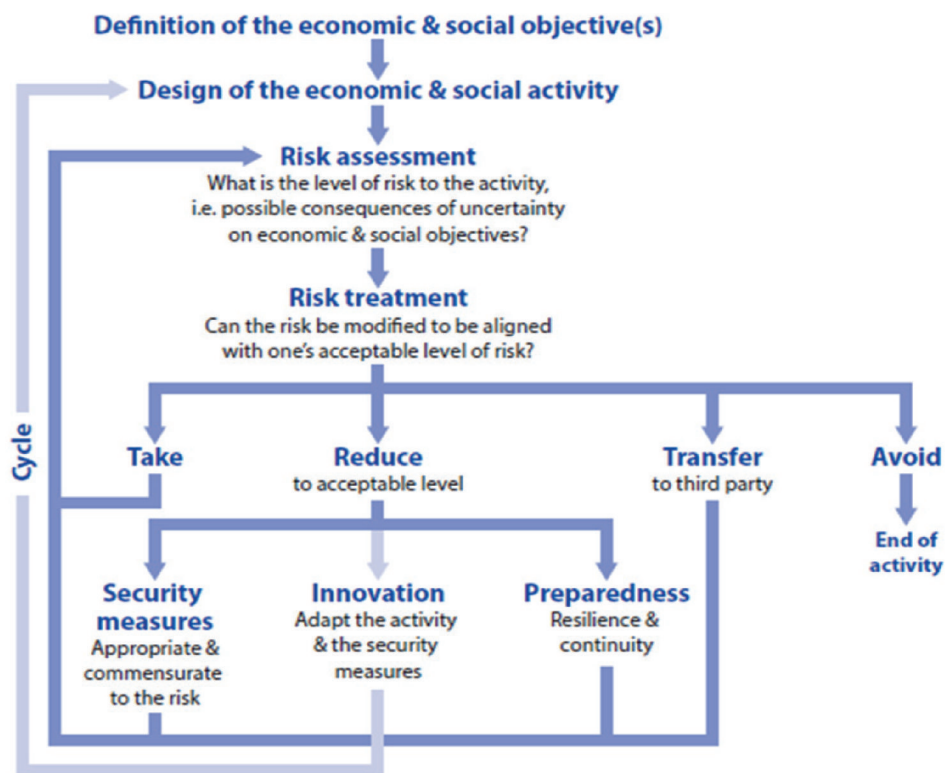 Definition of the economic & social objective(s)
Design of the economic & social activity
Risk assessment
What is the level of risk to the activity,
i.e. possible consequences of uncertainty
on economic & social objectives?
Risk treatment
Can the risk be modified to be aligned
with one's acceptable level of risk?
Cycle
Take
Reduce
to acceptable level
Transfer
to third party
Avoid
End of
activity
Security
measures
Appropriate &
commensurate
to the risk
Innovation
Adapt the activity
& the security
measures
Preparedness
Resilience &
continuity